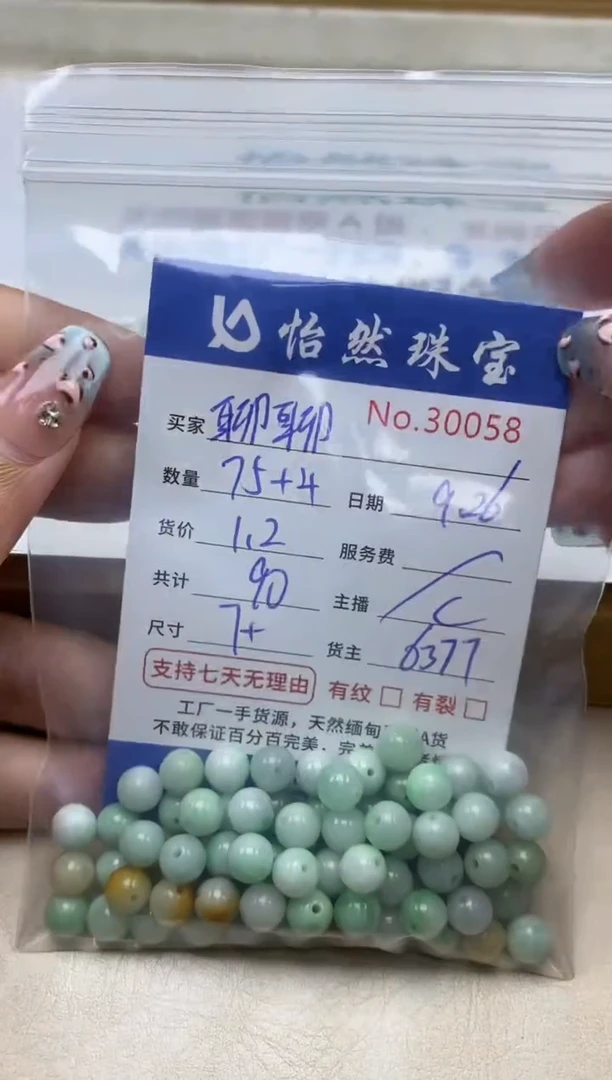 怡然珠宝
No.30058
买家 聊聊
数量 75+4 日期 9.26
货价 1.2 服务费 /
共计 90 主播 C
尺寸 7+ 货主 6377
支持七天无理由 有纹□ 有裂□
工厂一手货源，天然缅甸 A货
不敢保证百分百完美、完美